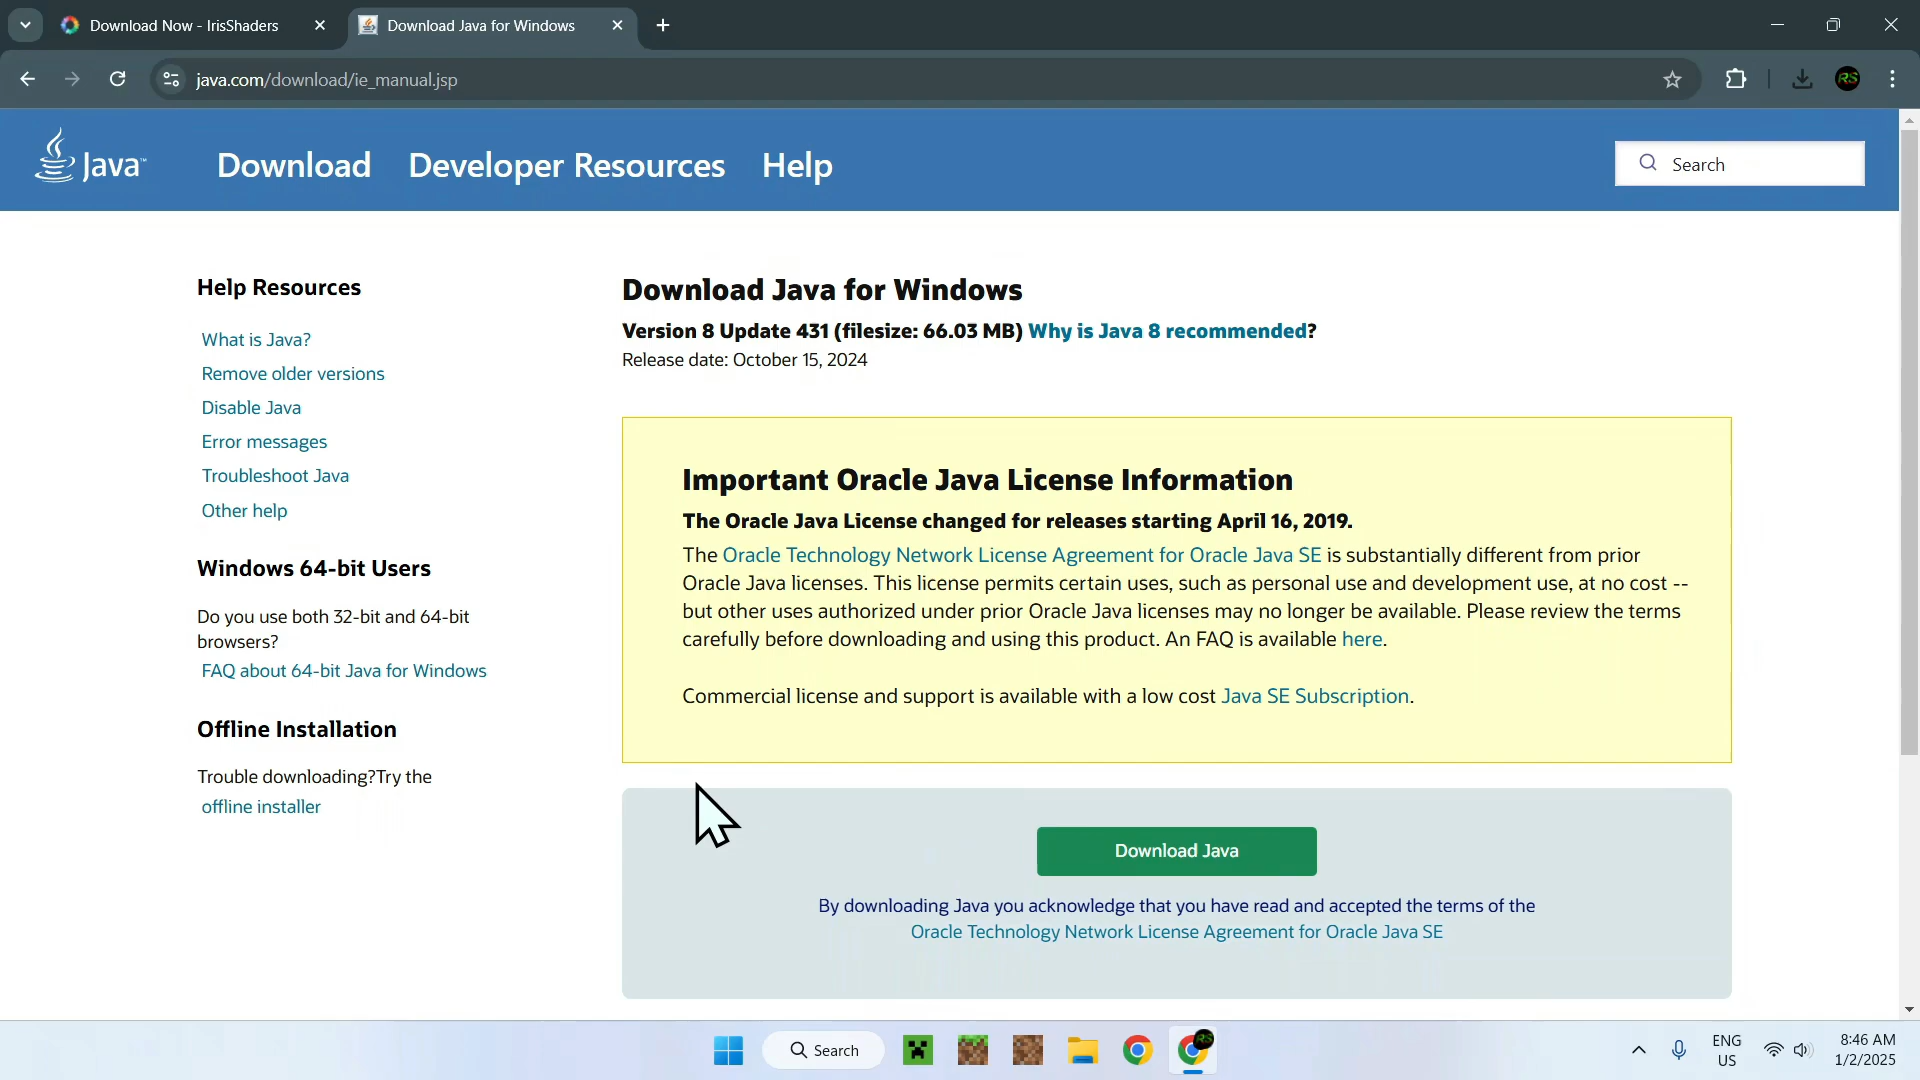 Download Now - IrisShaders
Download Java for Windows
java.com/download/ie_manual.jsp
RS
Java™
Download
Developer Resources
Help
Search
Help Resources
What is Java?
Remove older versions
Disable Java
Error messages
Troubleshoot Java
Other help
Windows 64-bit Users
Do you use both 32-bit and 64-bit
browsers?
FAQ about 64-bit Java for Windows
Offline Installation
Trouble downloading?Try the
offline installer
Download Java for Windows
Version 8 Update 431 (filesize: 66.03 MB) Why is Java 8 recommended?
Release date: October 15, 2024
Important Oracle Java License Information
The Oracle Java License changed for releases starting April 16, 2019.
The Oracle Technology Network License Agreement for Oracle Java SE is substantially different from prior
Oracle Java licenses. This license permits certain uses, such as personal use and development use, at no cost --
but other uses authorized under prior Oracle Java licenses may no longer be available. Please review the terms
carefully before downloading and using this product. An FAQ is available here.
Commercial license and support is available with a low cost Java SE Subscription.
Download Java
By downloading Java you acknowledge that you have read and accepted the terms of the
Oracle Technology Network License Agreement for Oracle Java SE
Search
RS
ENG
US
8:46 AM
1/2/2025